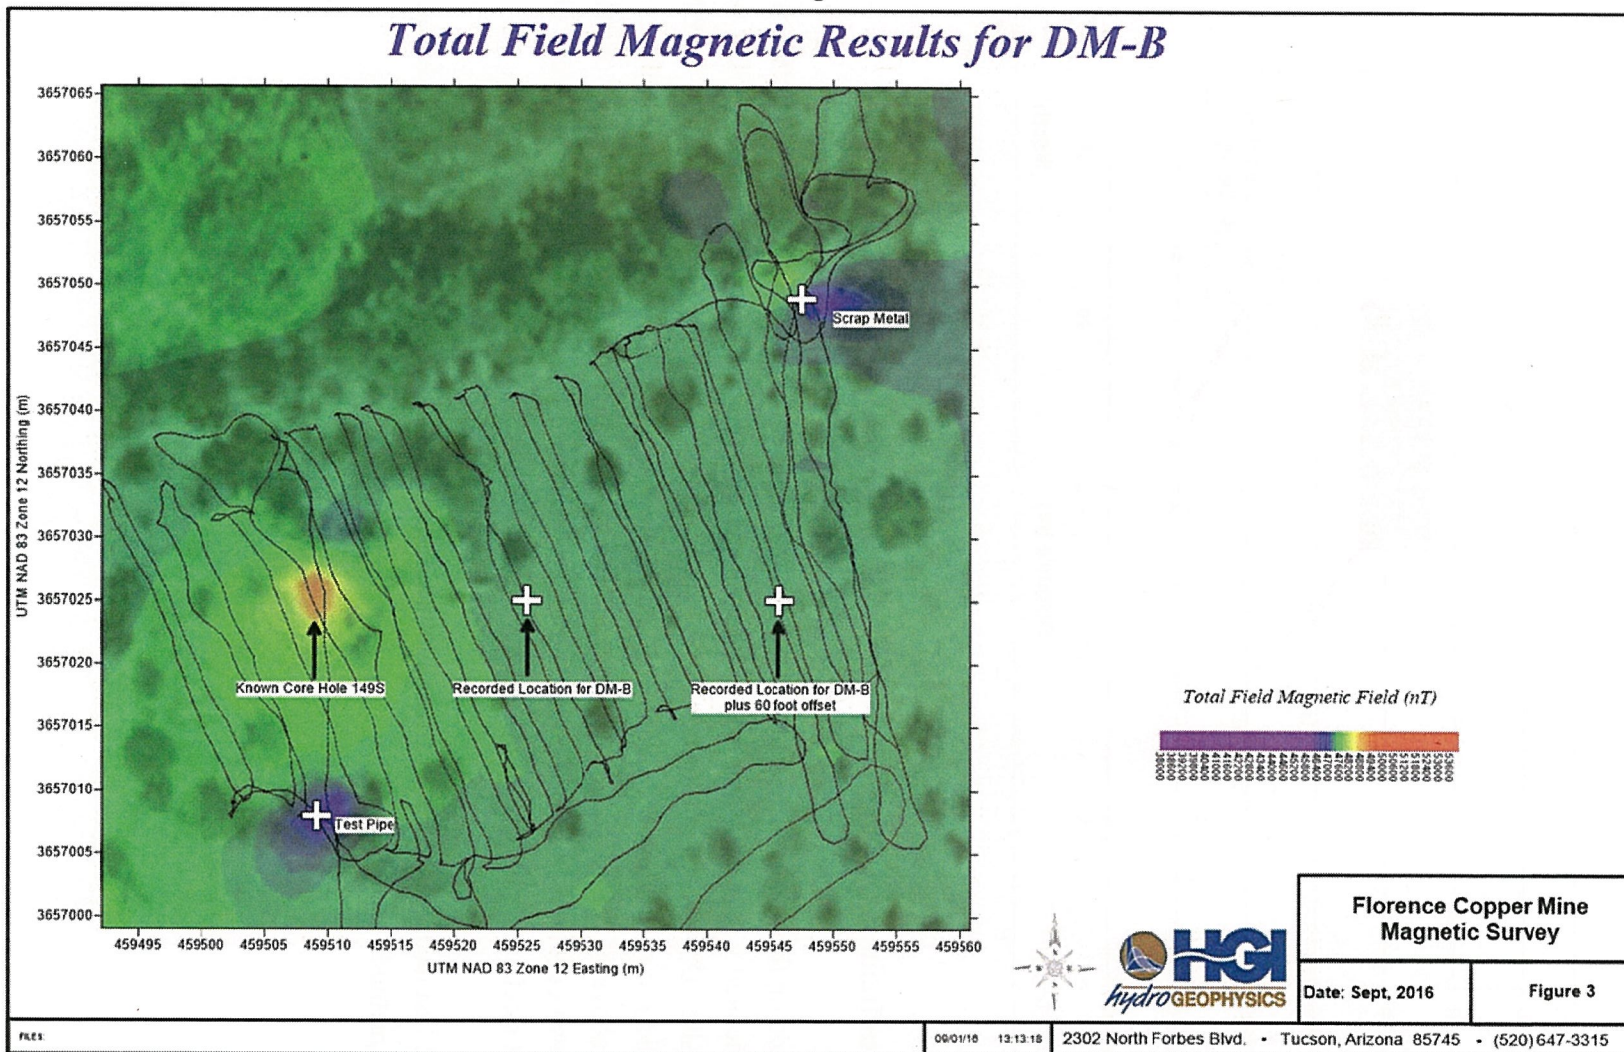 Total Field Magnetic Results for DM-B
3657065
3657060
3657055
3657050
3657045
3657040
3657035
3657030
3657025
3657020
3657015
3657010
3657005
3657000
UTM NAD 83 Zone 12 Northing (m)
Scrap Metal
Known Core Hole 149S
Recorded Location for DM-B
Recorded Location for DM-B
plus 60 foot offset
Test Pipe
459495 459500 459505 459510 459515 459520 459525 459530 459535 459540 459545 459550 459555 459560
UTM NAD 83 Zone 12 Easting (m)
Total Field Magnetic Field (nT)
HGI
hydroGEOPHYSICS
Florence Copper Mine
Magnetic Survey
Date: Sept, 2016
Figure 3
FILES:
09/01/16 13:13:18
2302 North Forbes Blvd. • Tucson, Arizona 85745 • (520)647-3315